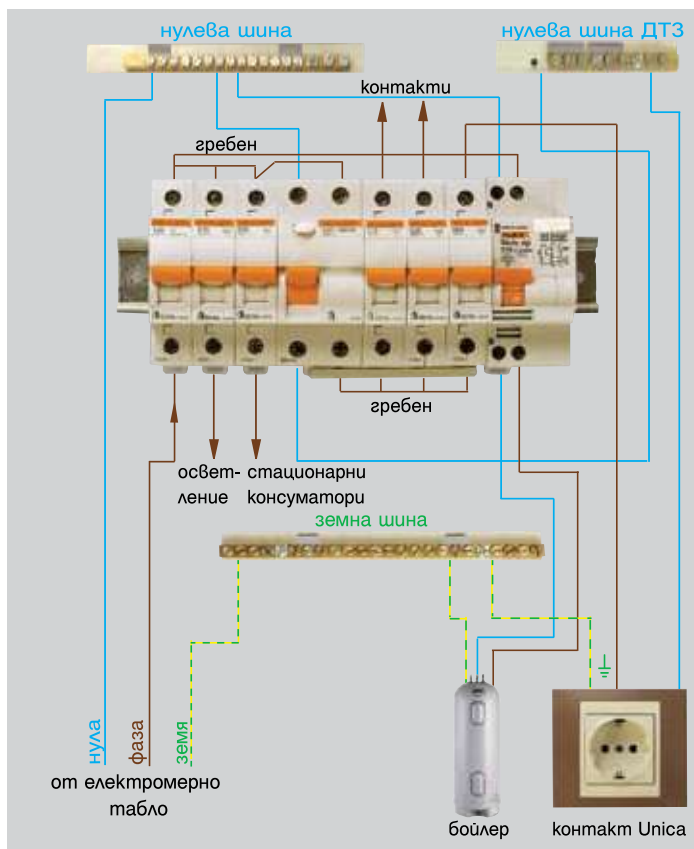 нулева шина
нулева шина ДТЗ
контакти
гребен
гребен
освет-
ление
стационарни
консуматори
земна шина
нула
фаза
земя
от електромерно
табло
бойлер
контакт Unica